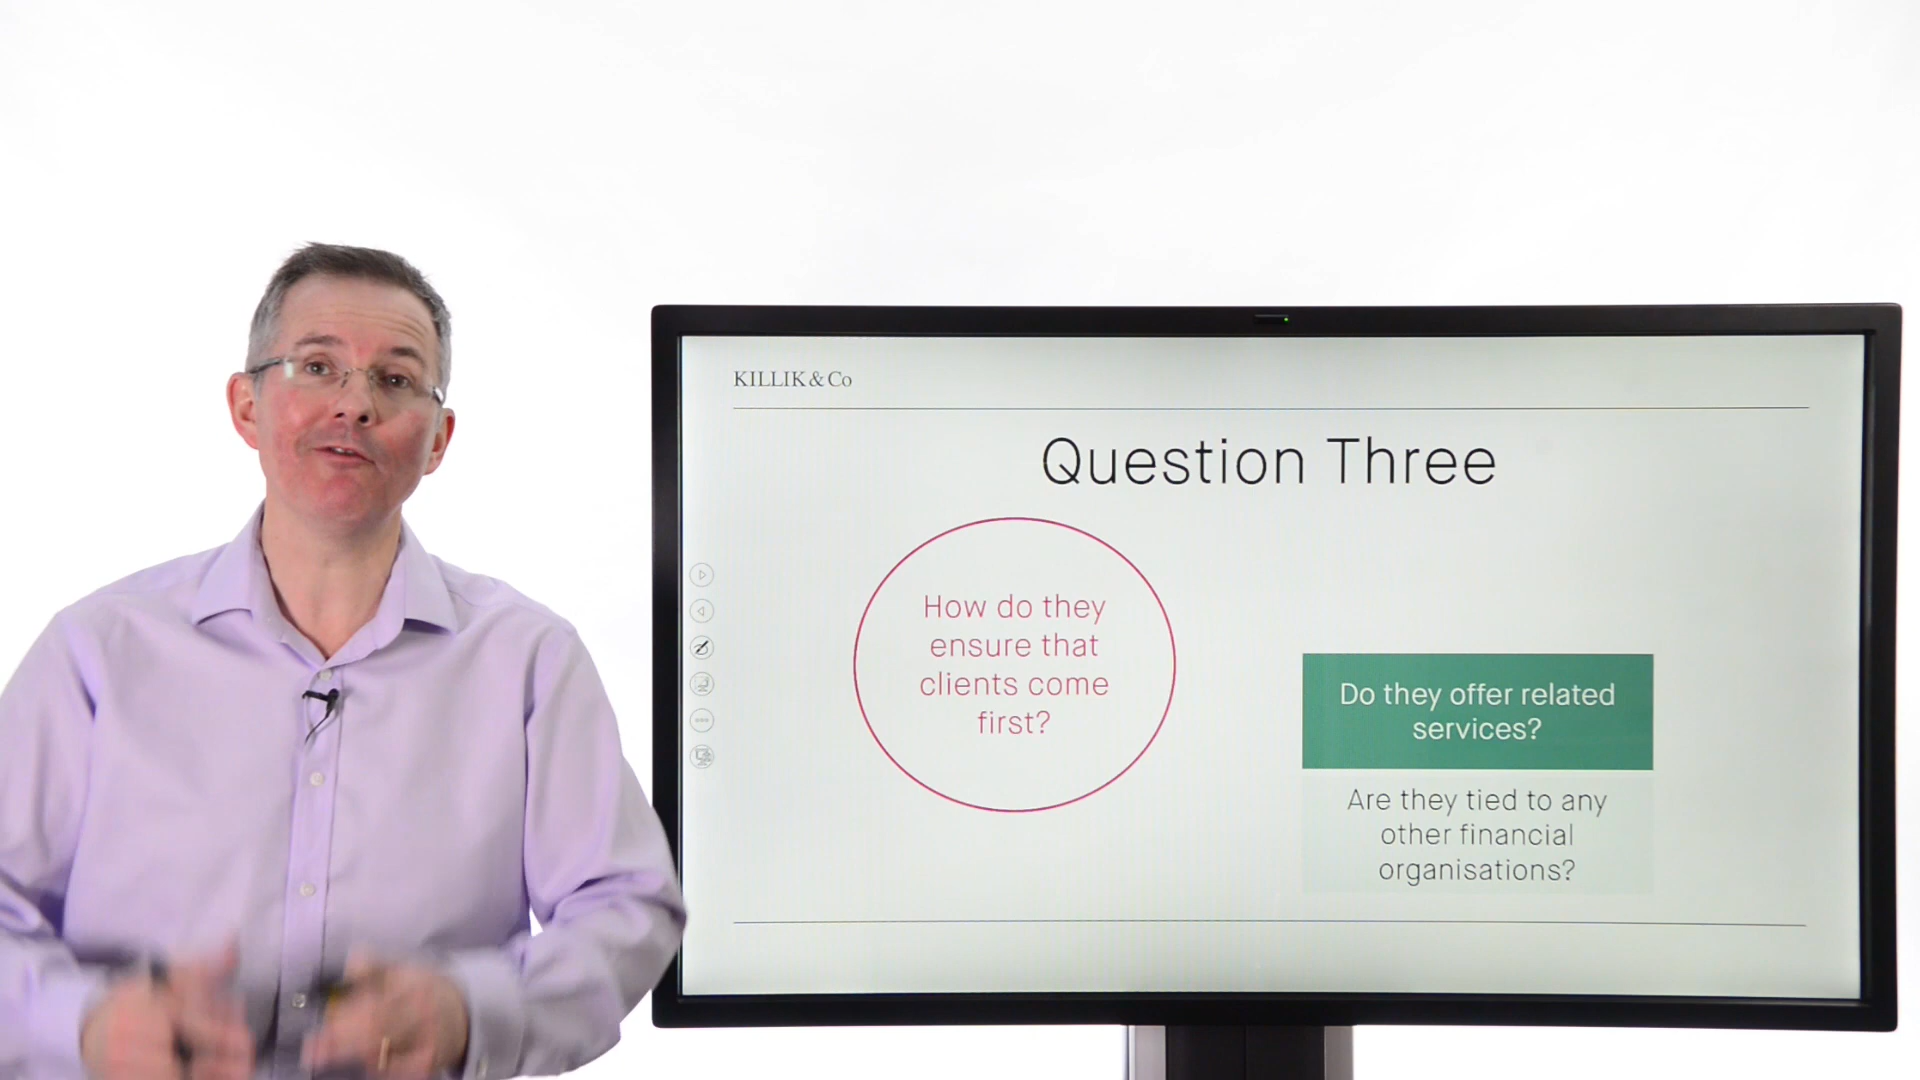 KILLIK & Co
Question Three
How do they
ensure that
clients come
first?
Do they offer related
services?
Are they tied to any
other financial
organisations?